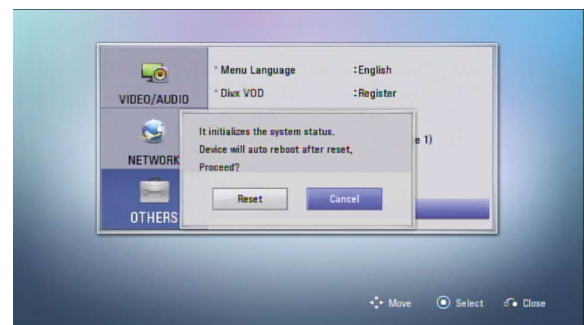 VIDEO/AUDIO
NETWORK
OTHERS
* Menu Language :English
* Divx VOD :Register
e 1)
It initializes the system status.
Device will auto reboot after reset,
Proceed?
Reset Cancel
Move Select Close